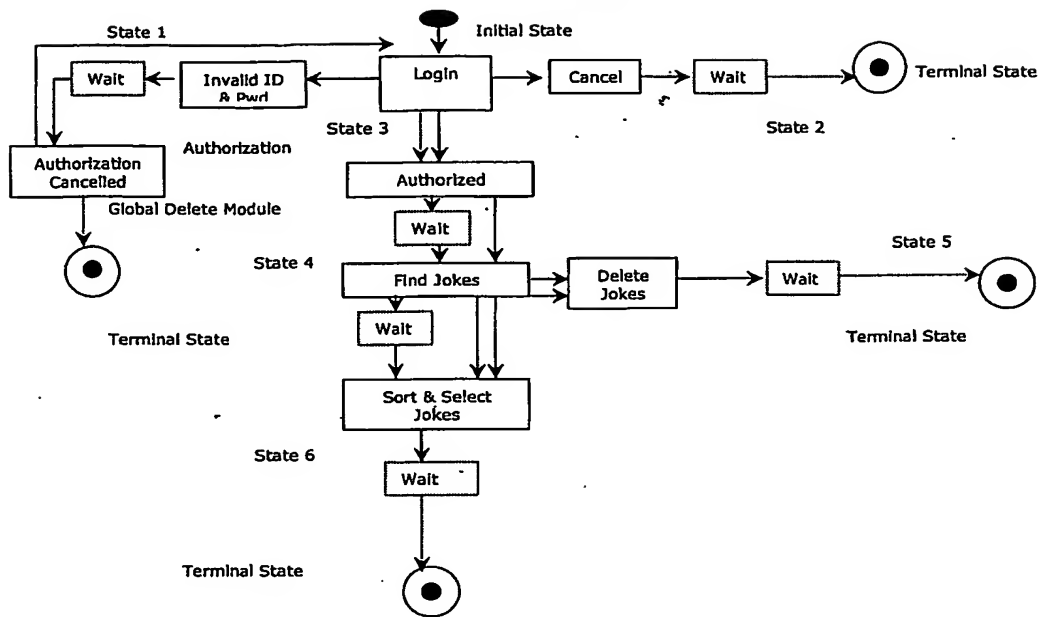 State 1
Initial State
Login
Wait
Invalid ID
& Pwd
Cancel
Wait
Terminal State
State 3
State 2
Authorization
Authorization
Cancelled
Authorized
Global Delete Module
Wait
State 5
State 4
Find Jokes
Delete
Jokes
Wait
Wait
Terminal State
Terminal State
Sort & Select
Jokes
State 6
Wait
Terminal State